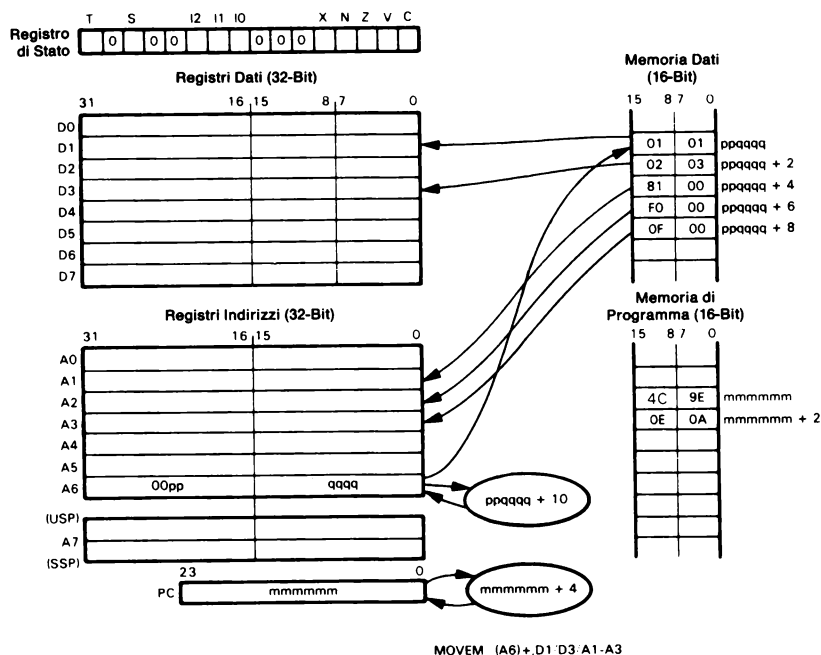 T S I2 I1 I0 X N Z V C
Registro
di Stato
0 0 0 0 0 0
Registri Dati (32-Bit)
31 16 15 8 7 0
D0
D1
D2
D3
D4
D5
D6
D7
Memoria Dati
(16-Bit)
15 8 7 0
01 01 ppqqqq
02 03 ppqqqq + 2
81 00 ppqqqq + 4
F0 00 ppqqqq + 6
0F 00 ppqqqq + 8
Registri Indirizzi (32-Bit)
31 16 15 0
A0
A1
A2
A3
A4
A5
A6 00pp qqqq
ppqqqq + 10
(USP)
A7
(SSP)
23 0
PC mmmmmm
mmmmmm + 4
Memoria di
Programma (16-Bit)
15 8 7 0
4C 9E mmmmmm
0E 0A mmmmmm + 2
MOVEM (A6)+,D1/D3/A1-A3